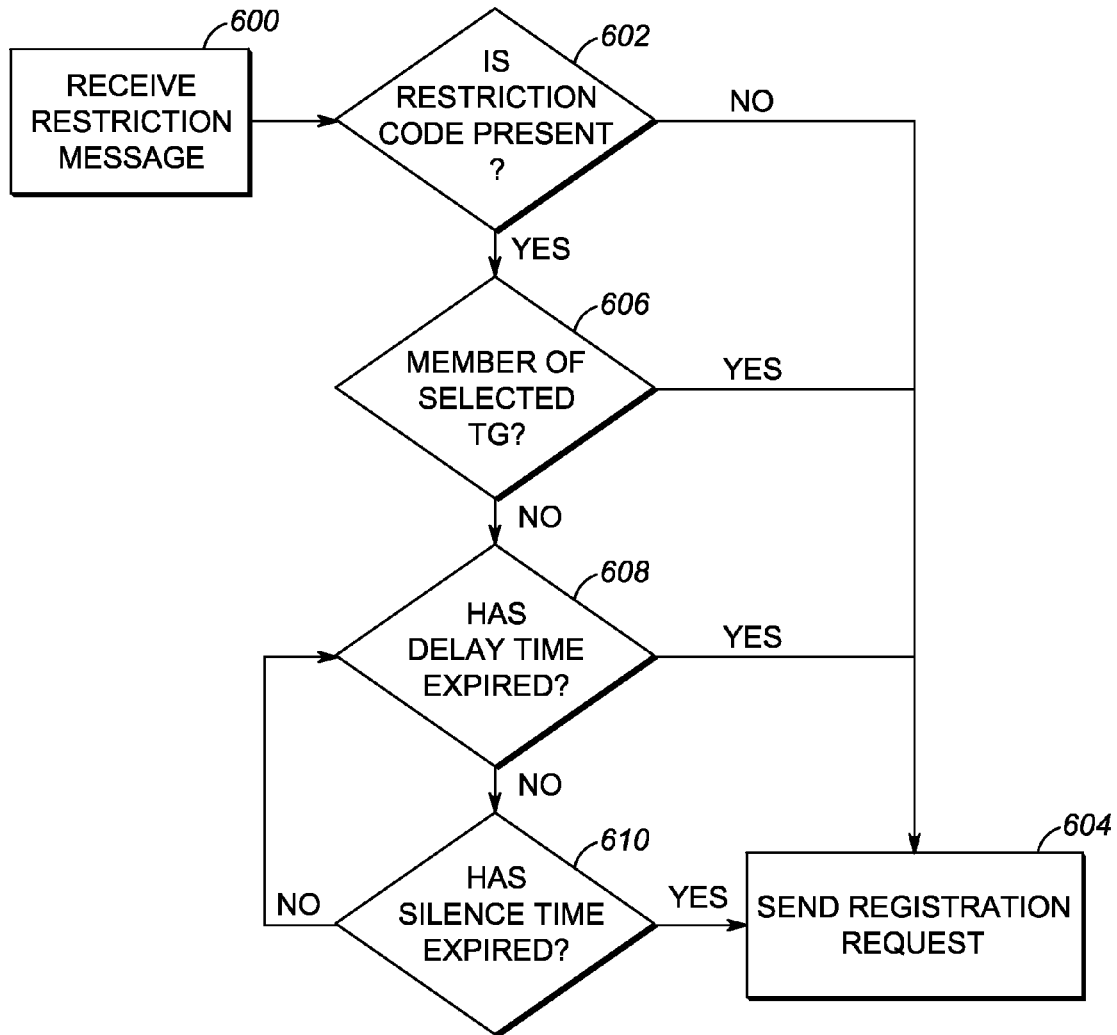 600
RECEIVE
RESTRICTION
MESSAGE
602
IS
RESTRICTION
CODE PRESENT
?
NO
YES
606
MEMBER OF
SELECTED
TG?
YES
NO
608
HAS
DELAY TIME
EXPIRED?
YES
NO
610
HAS
SILENCE TIME
EXPIRED?
NO
YES
604
SEND REGISTRATION
REQUEST